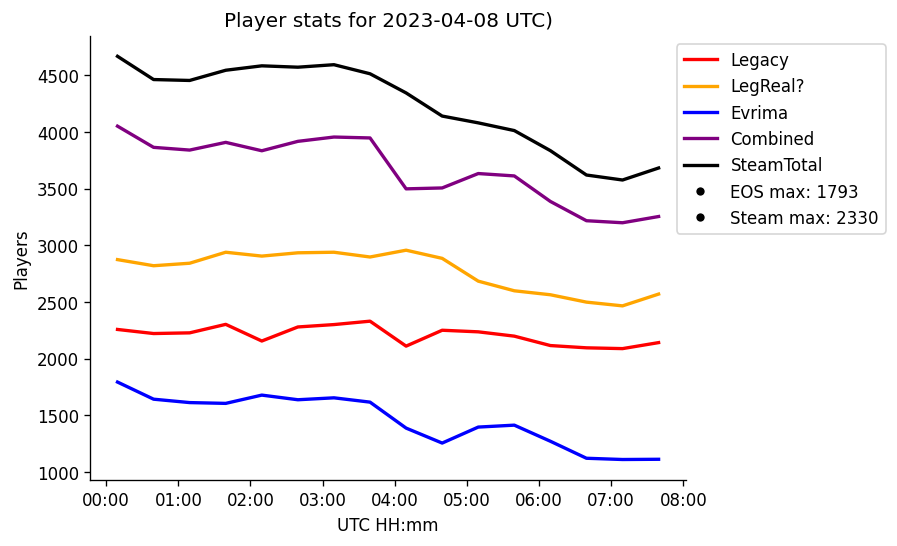 Player stats for 2023-04-08 UTC)
Legacy
LegReal?
Evrima
Combined
SteamTotal
EOS max: 1793
Steam max: 2330
Players
4500
4000
3500
3000
2500
2000
1500
1000
00:00 01:00 02:00 03:00 04:00 05:00 06:00 07:00 08:00
UTC HH:mm